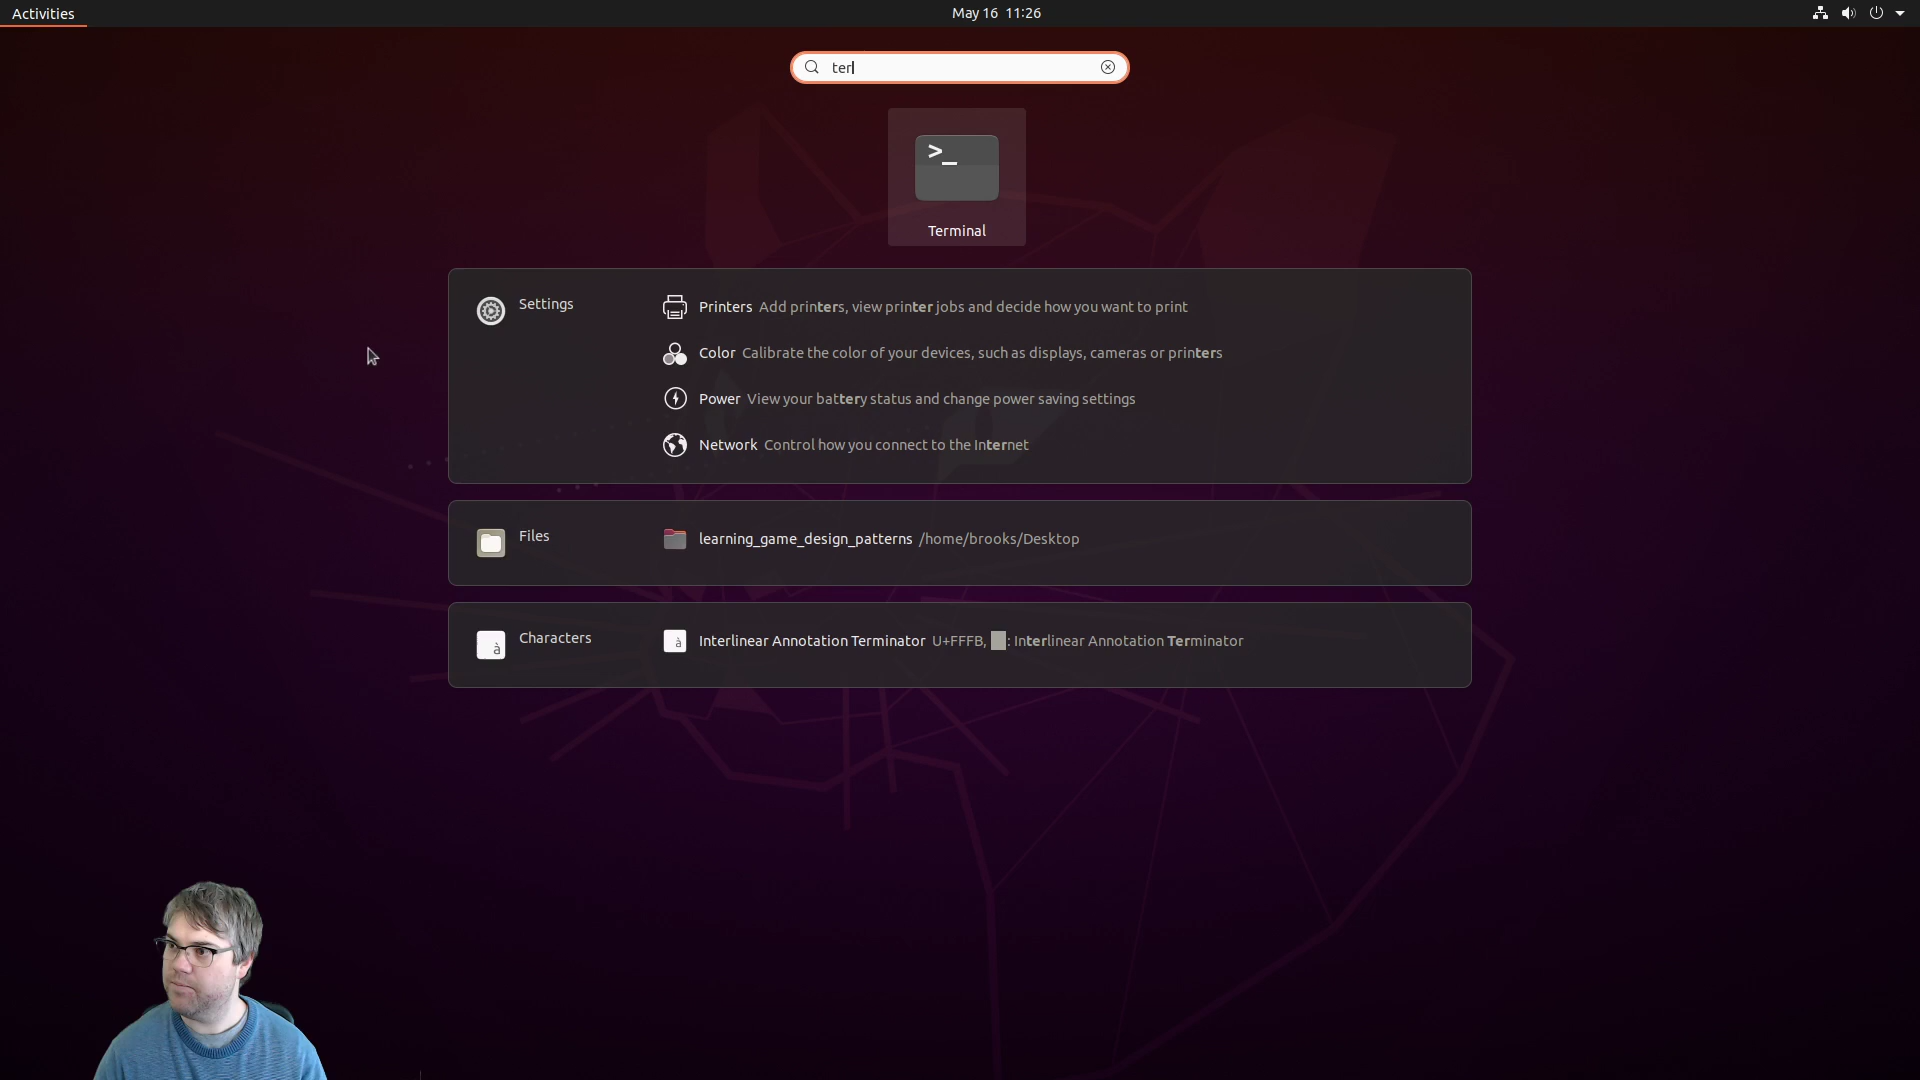 Activities
May 16 11:26
ter
>_
Terminal
Settings
Printers Add printers, view printer jobs and decide how you want to print
Color Calibrate the color of your devices, such as displays, cameras or printers
Power View your battery status and change power saving settings
Network Control how you connect to the Internet
Files
learning_game_design_patterns /home/brooks/Desktop
Characters
à
à
Interlinear Annotation Terminator U+FFFB, : Interlinear Annotation Terminator